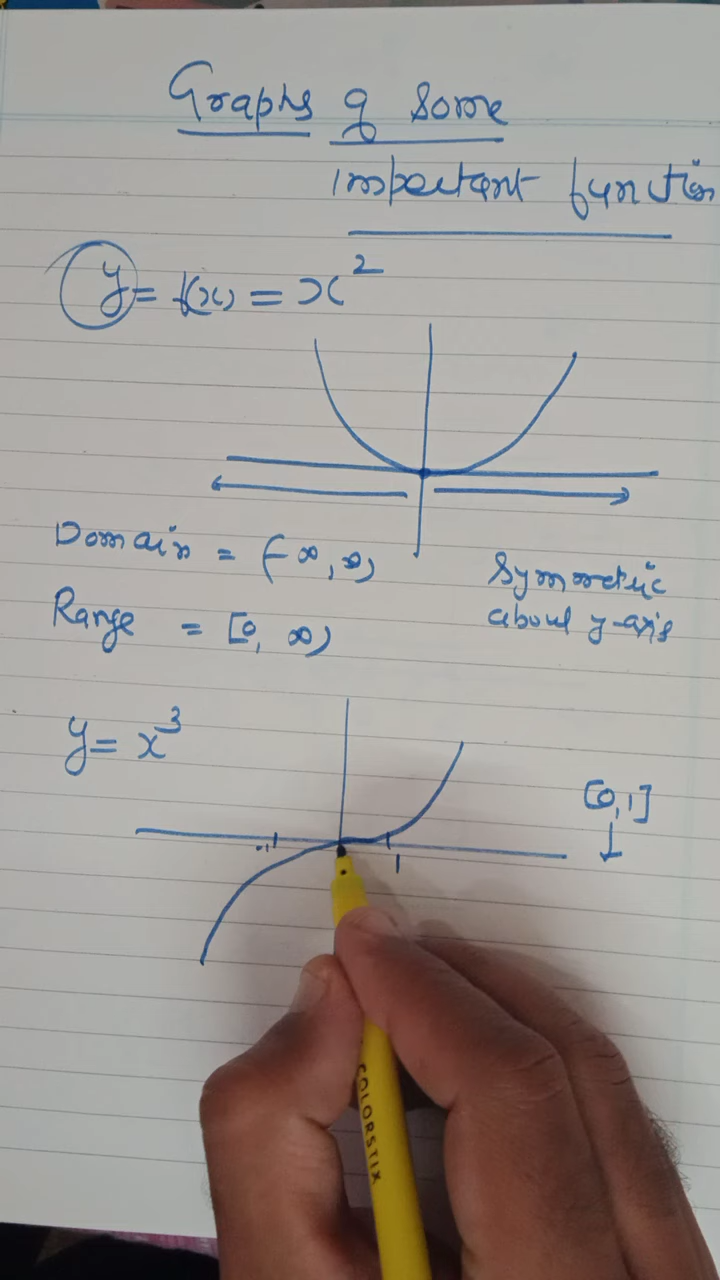 Graphs of some
important function
y = f(x) = x²
Domain = (-∞, ∞)
Symmetric
about y-axis
Range = [0, ∞)
y = x³
[0,1]
-1
1
COLORSTIX